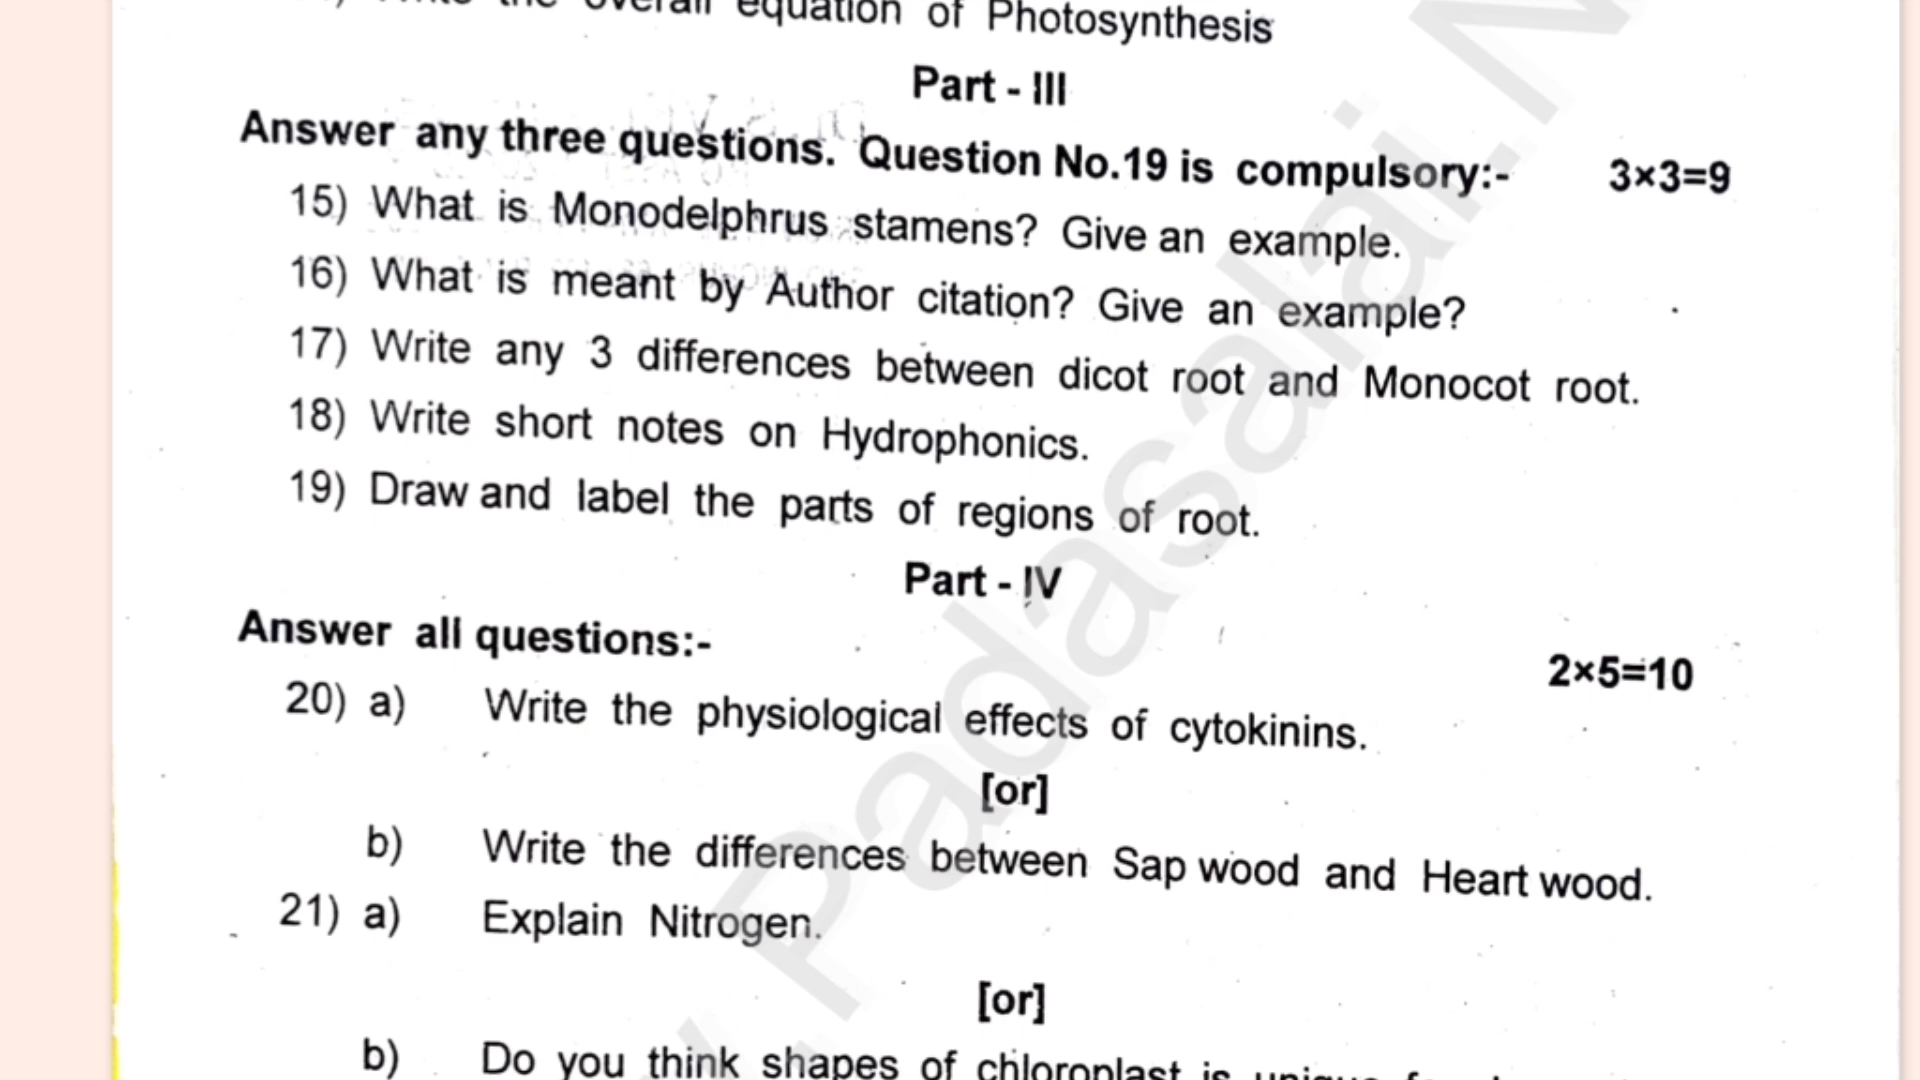 the overall equation of Photosynthesis
Part - III
Answer any three questions. Question No.19 is compulsory:- 3×3=9
15) What is Monodelphrus stamens? Give an example.
16) What is meant by Author citation? Give an example?
17) Write any 3 differences between dicot root and Monocot root.
18) Write short notes on Hydrophonics.
19) Draw and label the parts of regions of root.
Part - IV
Answer all questions:- 2×5=10
20) a) Write the physiological effects of cytokinins.
[or]
b) Write the differences between Sap wood and Heart wood.
21) a) Explain Nitrogen.
[or]
b) Do you think shapes of chloroplast is
Padasalai.N